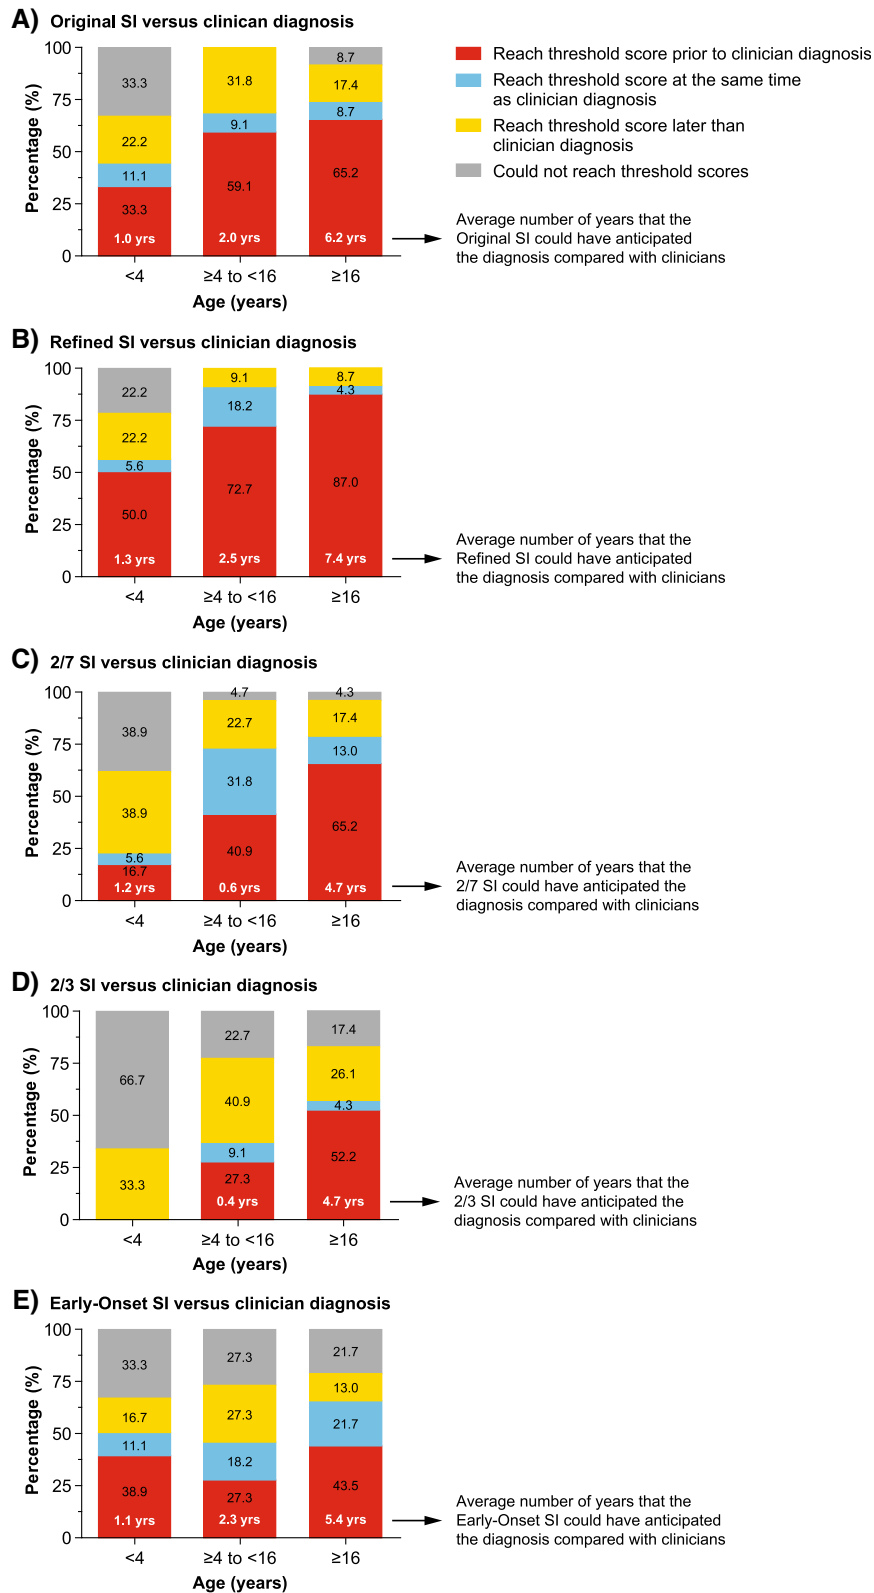 A) Original SI versus clinican diagnosis
Percentage (%)
100
75
50
25
0
33.3
22.2
11.1
33.3
1.0 yrs
31.8
9.1
59.1
2.0 yrs
8.7
17.4
8.7
65.2
6.2 yrs
<4
≥4 to <16
≥16
Age (years)
Reach threshold score prior to clinician diagnosis
Reach threshold score at the same time
as clinician diagnosis
Reach threshold score later than
clinician diagnosis
Could not reach threshold scores
Average number of years that the
Original SI could have anticipated
the diagnosis compared with clinicians
B) Refined SI versus clinician diagnosis
Percentage (%)
100
75
50
25
0
22.2
22.2
5.6
50.0
1.3 yrs
9.1
18.2
72.7
2.5 yrs
8.7
4.3
87.0
7.4 yrs
<4
≥4 to <16
≥16
Age (years)
Average number of years that the
Refined SI could have anticipated
the diagnosis compared with clinicians
C) 2/7 SI versus clinician diagnosis
Percentage (%)
100
75
50
25
0
38.9
38.9
5.6
16.7
1.2 yrs
4.7
22.7
31.8
40.9
0.6 yrs
4.3
17.4
13.0
65.2
4.7 yrs
<4
≥4 to <16
≥16
Age (years)
Average number of years that the
2/7 SI could have anticipated the
diagnosis compared with clinicians
D) 2/3 SI versus clinician diagnosis
Percentage (%)
100
75
50
25
0
66.7
33.3
22.7
40.9
9.1
27.3
0.4 yrs
17.4
26.1
4.3
52.2
4.7 yrs
<4
≥4 to <16
≥16
Age (years)
Average number of years that the
2/3 SI could have anticipated the
diagnosis compared with clinicians
E) Early-Onset SI versus clinician diagnosis
Percentage (%)
100
75
50
25
0
33.3
16.7
11.1
38.9
1.1 yrs
27.3
27.3
18.2
27.3
2.3 yrs
21.7
13.0
21.7
43.5
5.4 yrs
<4
≥4 to <16
≥16
Age (years)
Average number of years that the
Early-Onset SI could have anticipated
the diagnosis compared with clinicians